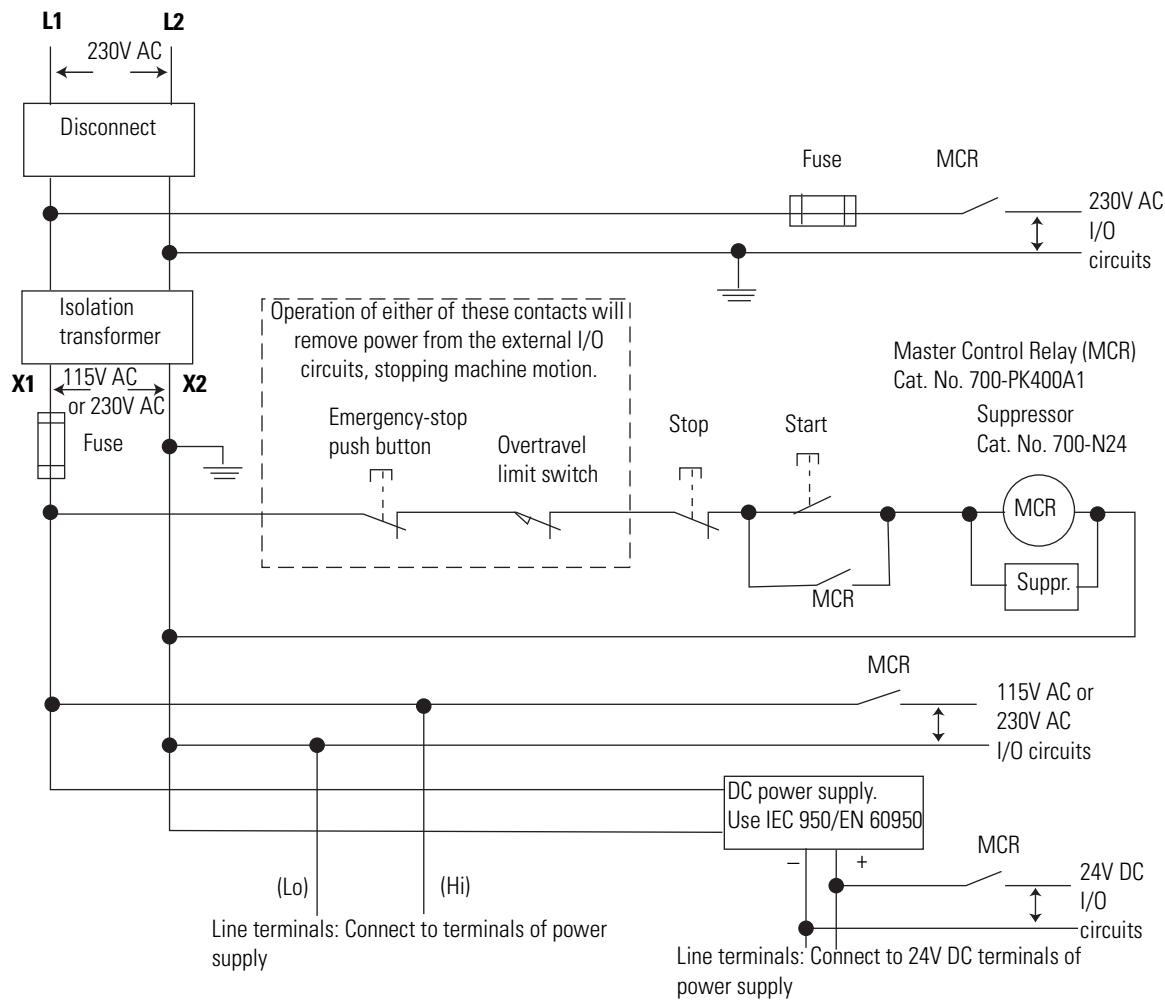 L1
L2
230V AC
Disconnect
Fuse
MCR
230V AC
I/O
circuits
Isolation
transformer
Operation of either of these contacts will
remove power from the external I/O
circuits, stopping machine motion.
Master Control Relay (MCR)
Cat. No. 700-PK400A1
X1
115V AC
or 230V AC
X2
Fuse
Emergency-stop
push button
Overtravel
limit switch
Stop
Start
Suppressor
Cat. No. 700-N24
MCR
Suppr.
MCR
MCR
115V AC or
230V AC
I/O circuits
DC power supply.
Use IEC 950/EN 60950
–
+
MCR
24V DC
I/O
circuits
(Lo)
(Hi)
Line terminals: Connect to terminals of power
supply
Line terminals: Connect to 24V DC terminals of
power supply